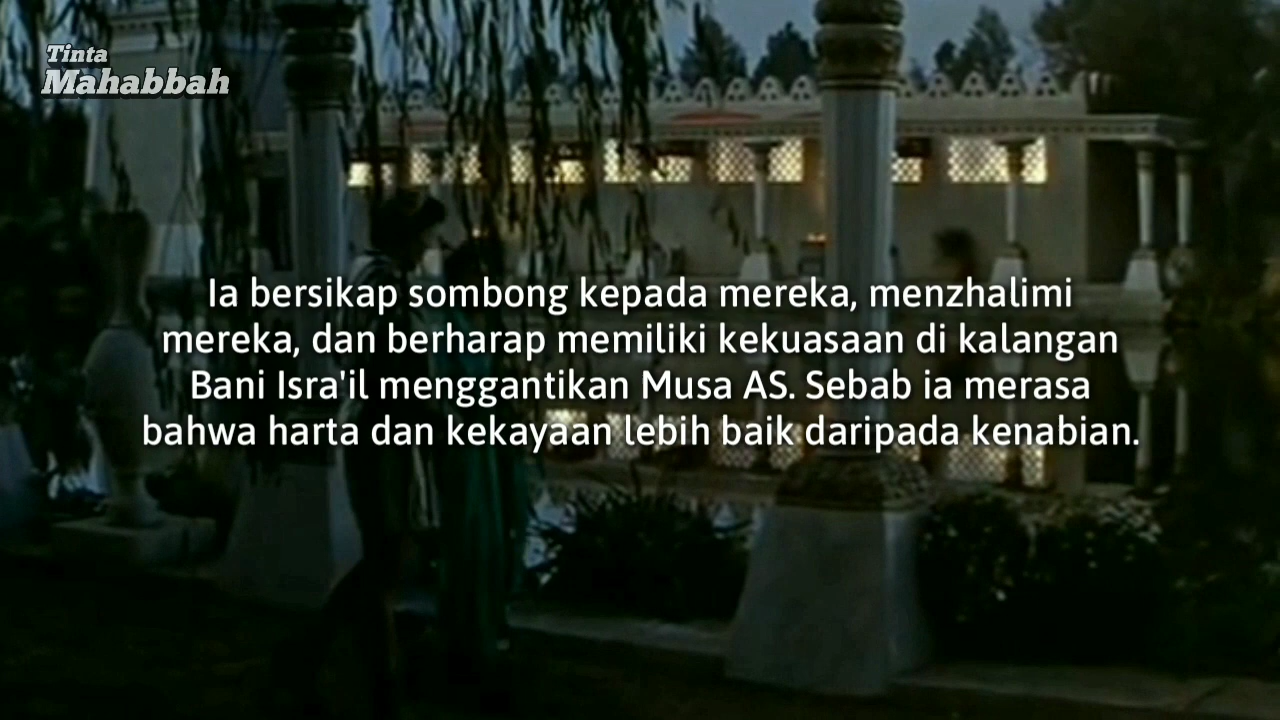 Tinta
Mahabbah
Ia bersikap sombong kepada mereka, menzhalimi
mereka, dan berharap memiliki kekuasaan di kalangan
Bani Isra'il menggantikan Musa AS. Sebab ia merasa
bahwa harta dan kekayaan lebih baik daripada kenabian.